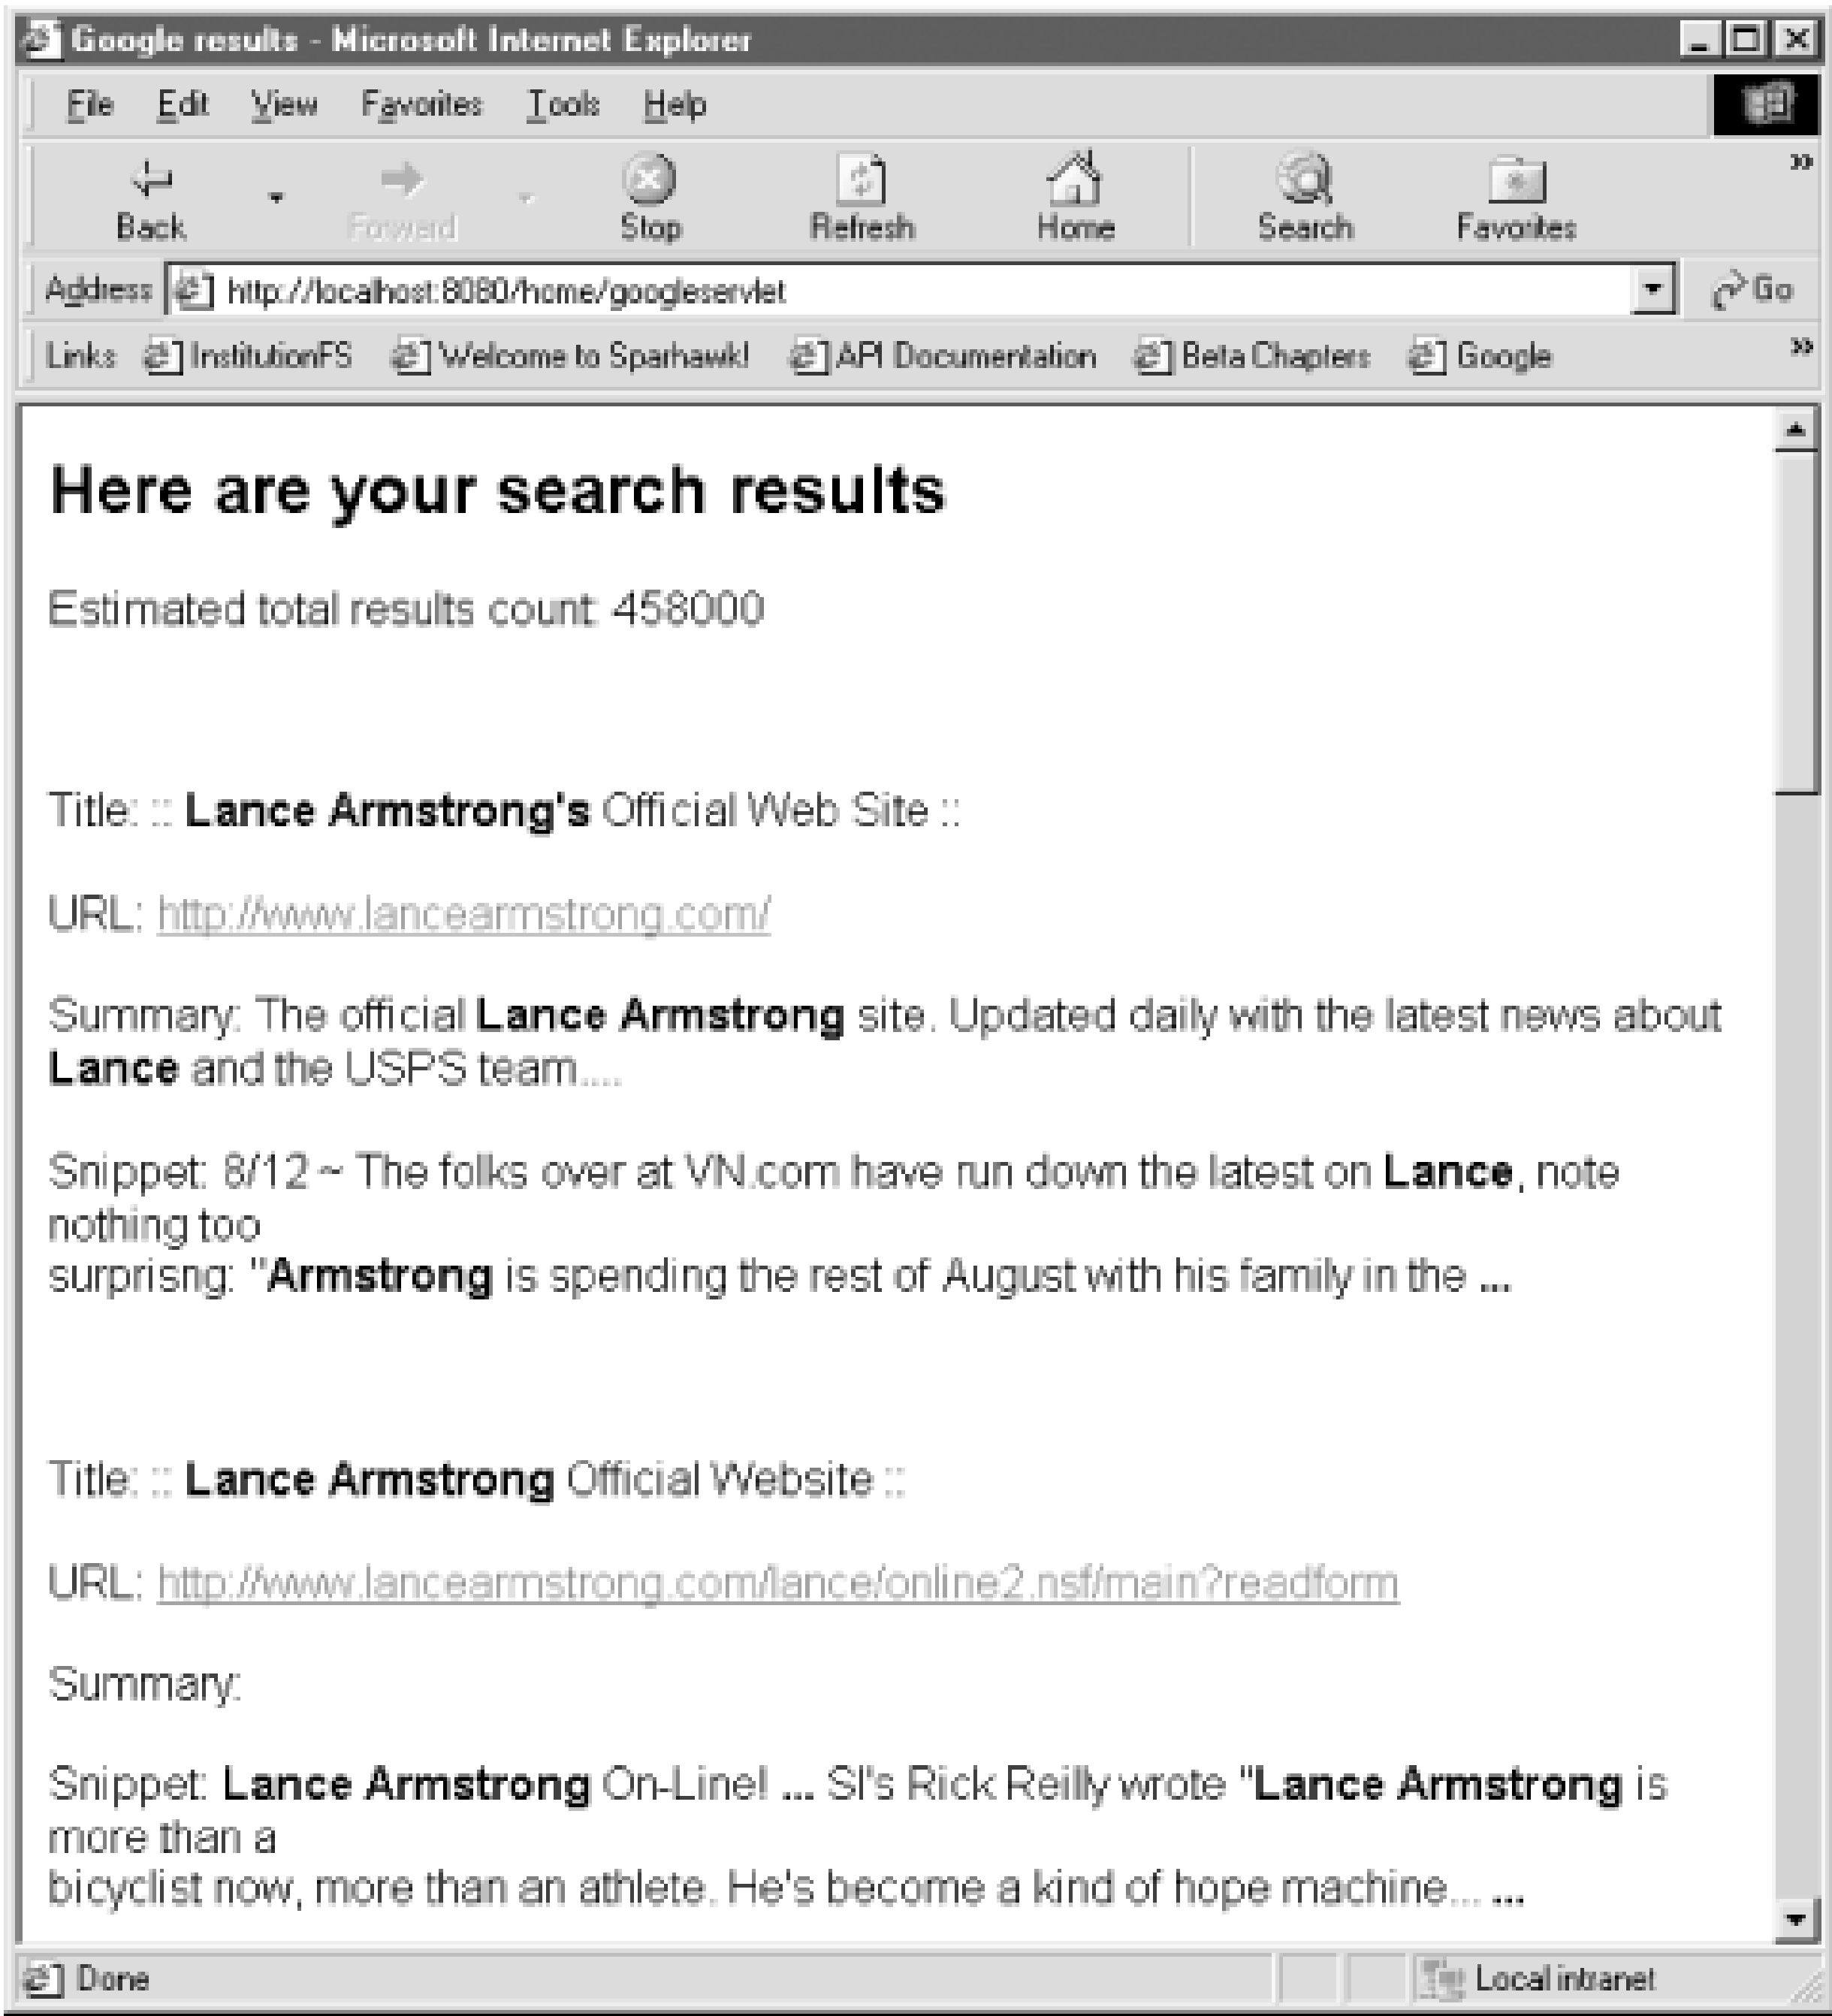 Google results - Microsoft Internet Explorer
File Edit View Favorites Tools Help
Back Forward Stop Refresh Home Search Favorites »
Address http://localhost:8080/home/googleservlet Go
Links InstitutionFS Welcome to Sparhawk! API Documentation Beta Chapters Google »
Here are your search results
Estimated total results count: 458000
Title: :: Lance Armstrong's Official Web Site ::
URL: http://www.lancearmstrong.com/
Summary: The official Lance Armstrong site. Updated daily with the latest news about
Lance and the USPS team....
Snippet: 8/12 ~ The folks over at VN.com have run down the latest on Lance, note
nothing too
surprisng: "Armstrong is spending the rest of August with his family in the ...
Title: :: Lance Armstrong Official Website ::
URL: http://www.lancearmstrong.com/lance/online2.nsf/main?readform
Summary:
Snippet: Lance Armstrong On-Line! ... SI's Rick Reilly wrote "Lance Armstrong is
more than a
bicyclist now, more than an athlete. He's become a kind of hope machine... ...
Done Local intranet